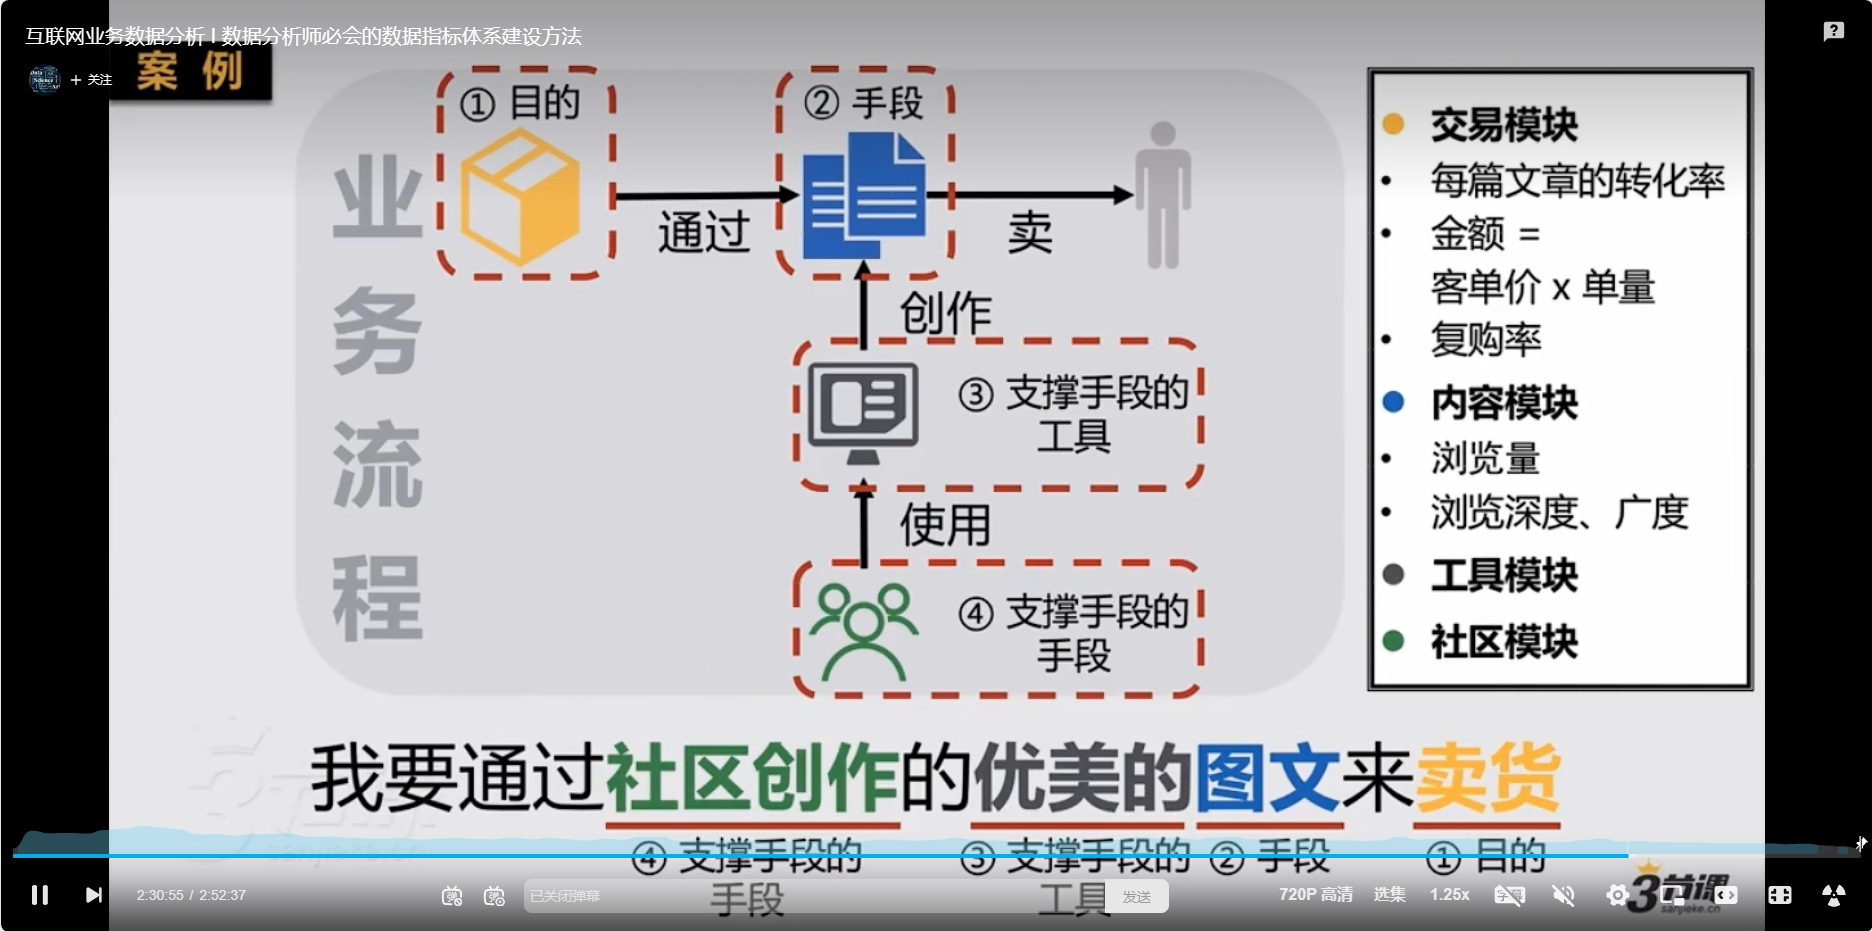 互联网业务数据分析 | 数据分析师必会的数据指标体系建设方法
+ 关注
案 例
业务流程
① 目的
② 手段
通过
卖
创作
③ 支撑手段的
工具
使用
④ 支撑手段的
手段
交易模块
• 每篇文章的转化率
• 金额 =
客单价 x 单量
• 复购率
内容模块
• 浏览量
• 浏览深度、广度
工具模块
社区模块
我要通过社区创作的优美的图文来卖货
④ 支撑手段的
手段
③ 支撑手段的
工具
② 手段
① 目的
2:30:55 / 2:52:37
已关闭弹幕
发送
720P 高清
选集
1.25x
三节课
sanjieke.cn